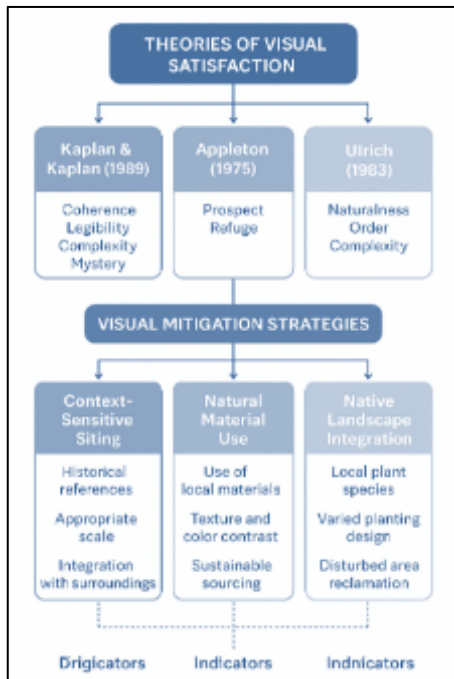 THEORIES OF VISUAL
SATISFACTION
Kaplan &
Kaplan (1989)
Coherence
Legibility
Complexity
Mystery
Appleton
(1975)
Prospect
Refuge
Ulrich
(1983)
Naturalness
Order
Complexity
VISUAL MITIGATION STRATEGIES
Context-
Sensitive
Siting
Historical
references
Appropriate
scale
Integration
with surroundings
Natural
Material
Use
Use of
local materials
Texture and
color contrast
Sustainable
sourcing
Native
Landscape
Integration
Local plant
species
Varied planting
design
Disturbed area
reclamation
Drigicators
Indicators
Indnicators